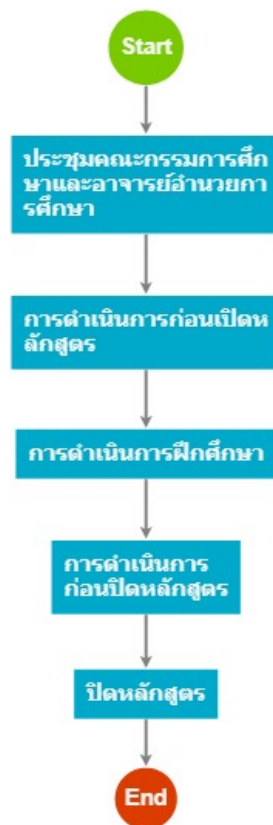 Start
ประชุมคณะกรรมการศึก
ษาและอาจารย์อำนวยกา
รศึกษา
การดำเนินการก่อนเปิดห
ลักสูตร
การดำเนินการฝึกศึกษา
การดำเนินการ
ก่อนปิดหลักสูตร
ปิดหลักสูตร
End